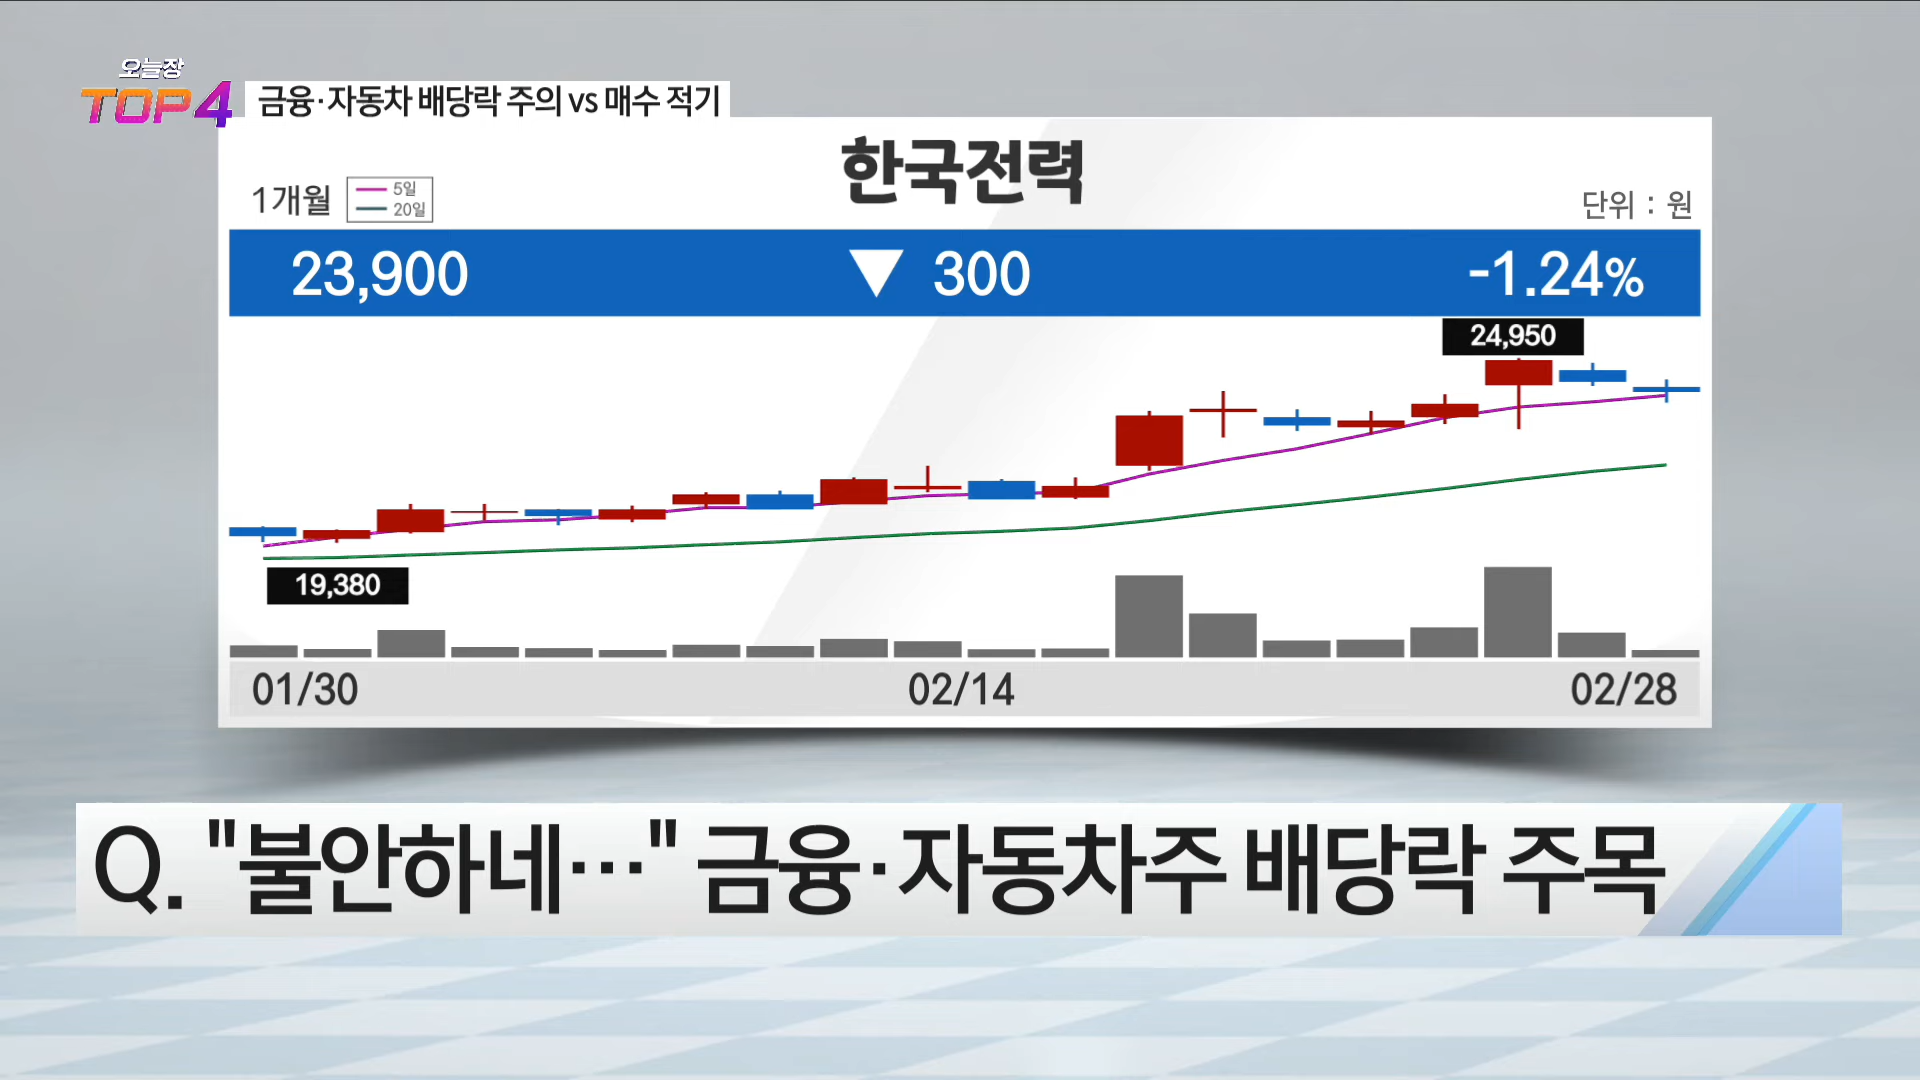 오늘장
TOP4
금융·자동차 배당락 주의 vs 매수 적기
한국전력
1개월
5일
20일
단위 : 원
23,900 ▼ 300 -1.24%
24,950
19,380
01/30 02/14 02/28
Q. "불안하네…" 금융·자동차주 배당락 주목